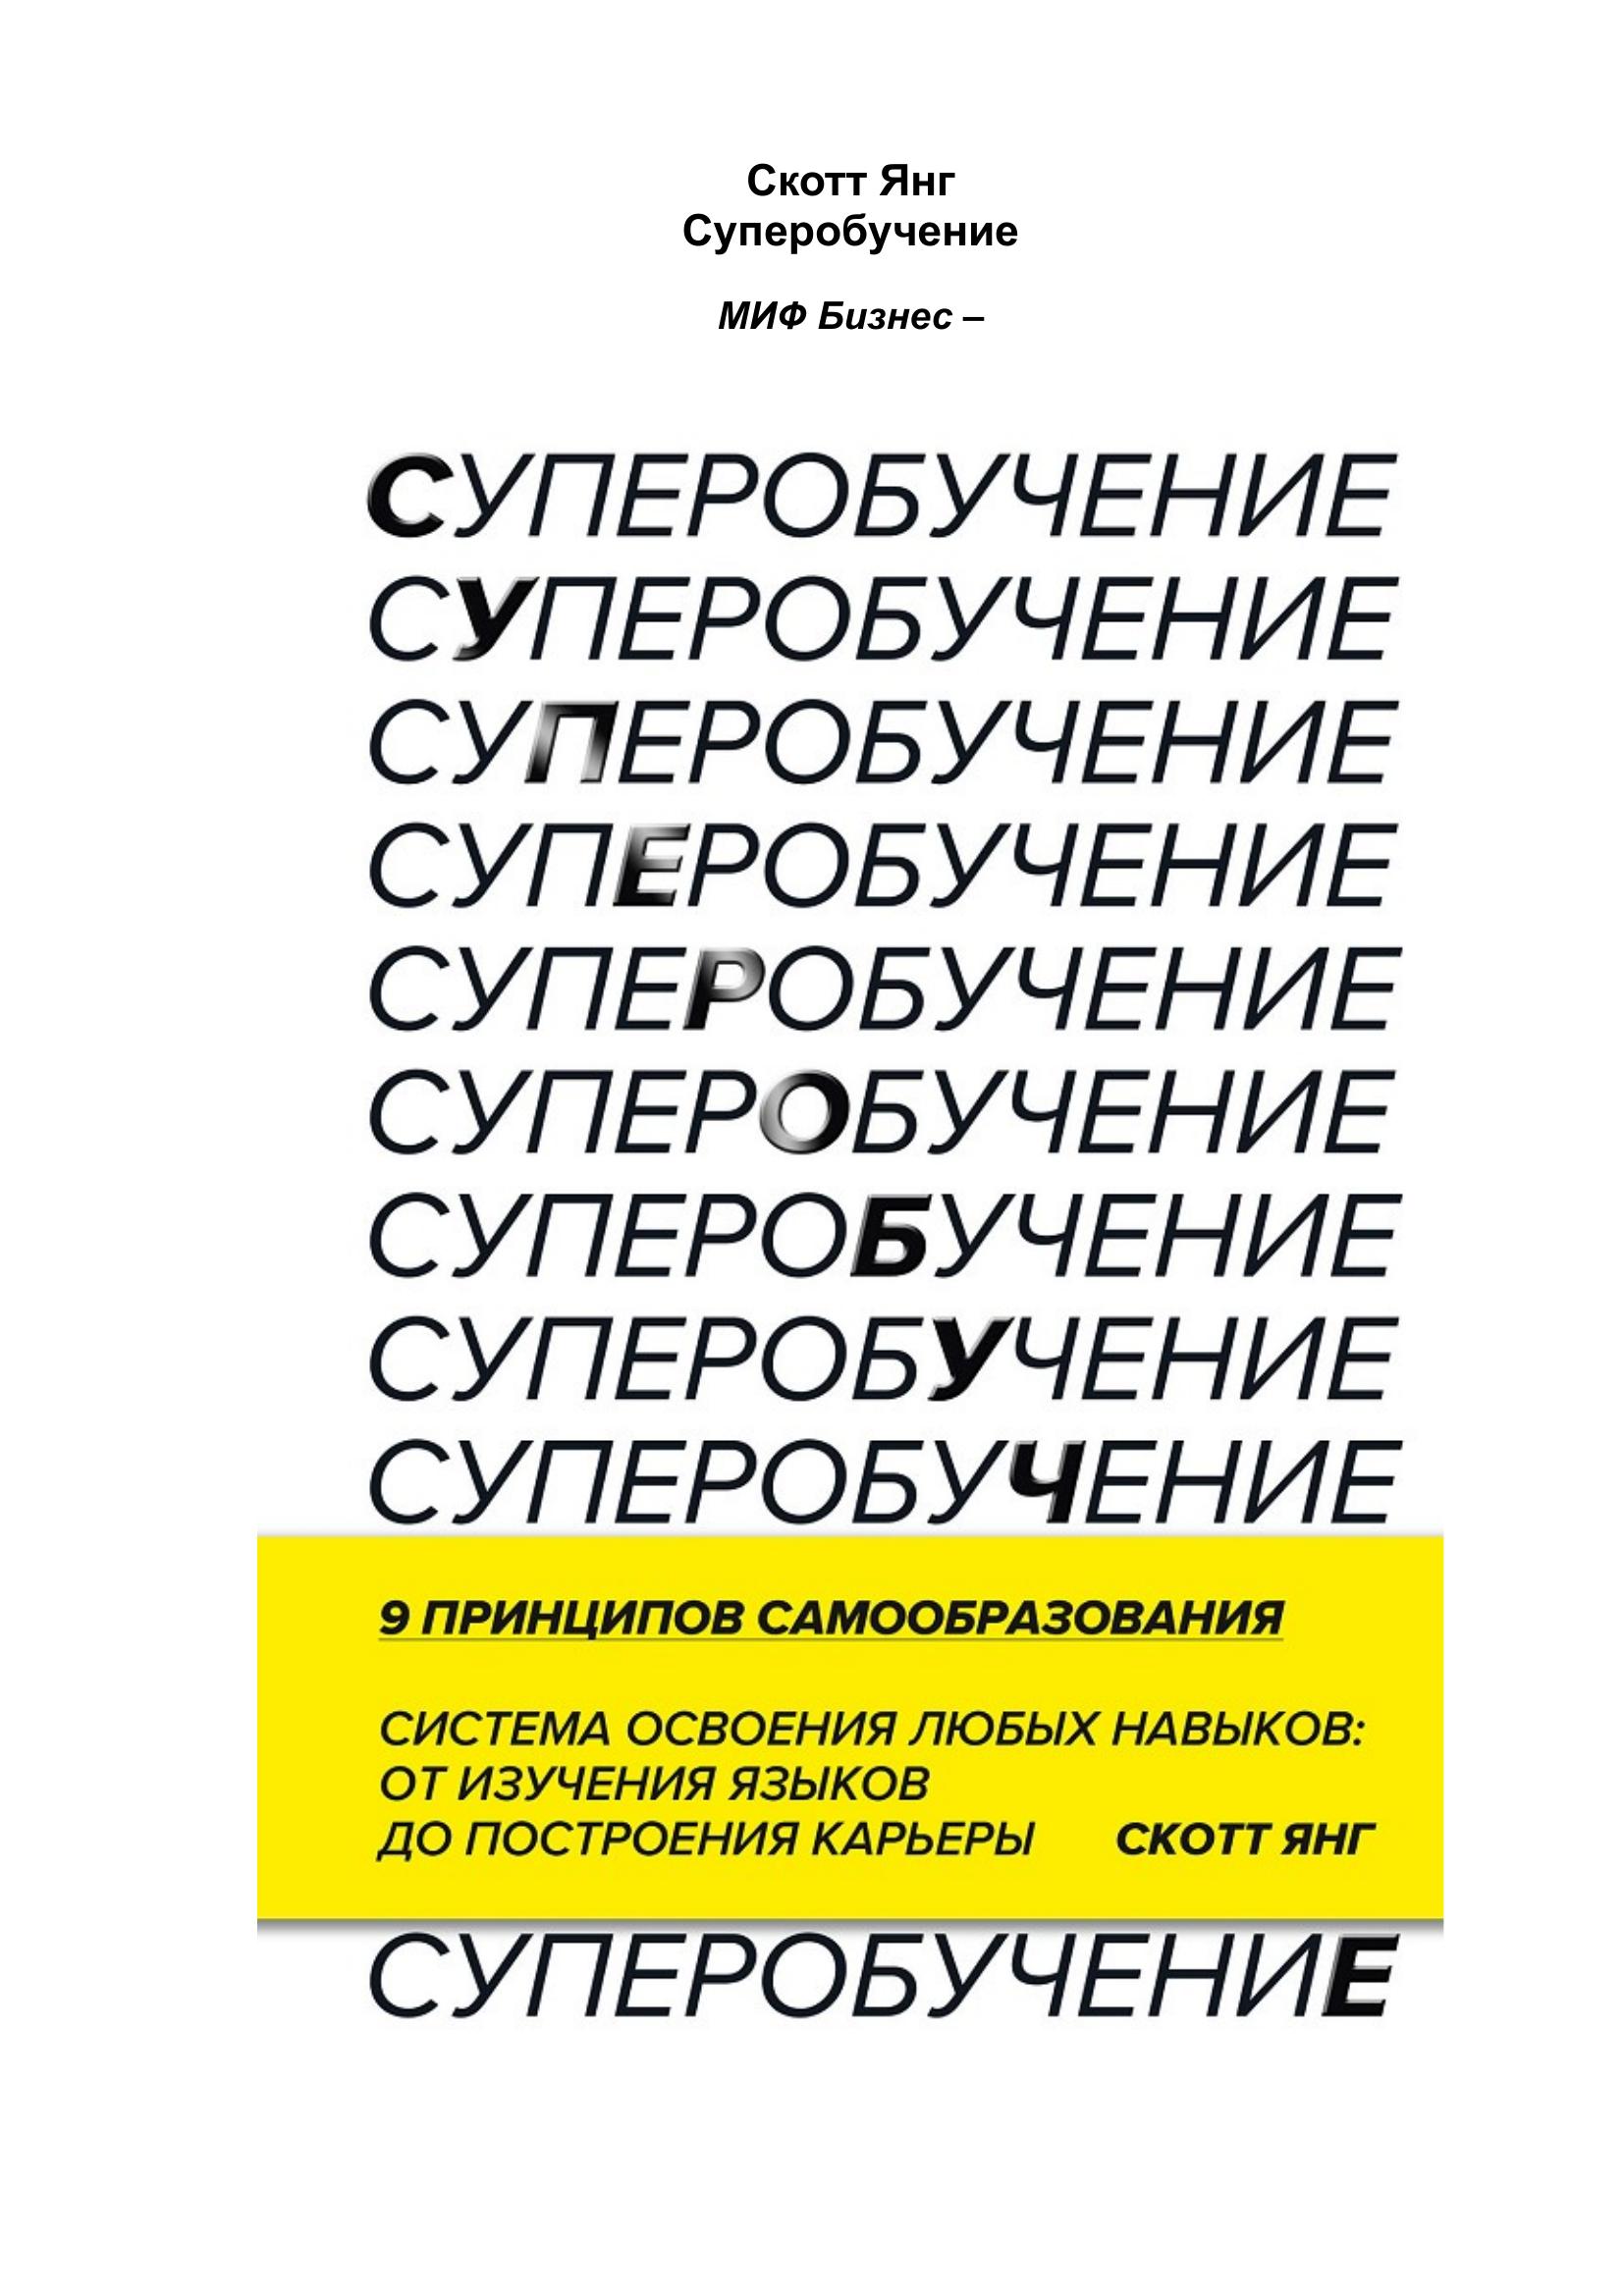 Скотт Янг
Суперобучение
МИФ Бизнес –
СУПЕРОБУЧЕНИЕ
СУПЕРОБУЧЕНИЕ
СУПЕРОБУЧЕНИЕ
СУПЕРОБУЧЕНИЕ
СУПЕРОБУЧЕНИЕ
СУПЕРОБУЧЕНИЕ
СУПЕРОБУЧЕНИЕ
СУПЕРОБУЧЕНИЕ
СУПЕРОБУЧЕНИЕ
9 ПРИНЦИПОВ САМООБРАЗОВАНИЯ
СИСТЕМА ОСВОЕНИЯ ЛЮБЫХ НАВЫКОВ:
ОТ ИЗУЧЕНИЯ ЯЗЫКОВ
ДО ПОСТРОЕНИЯ КАРЬЕРЫ СКОТТ ЯНГ
СУПЕРОБУЧЕНИЕ